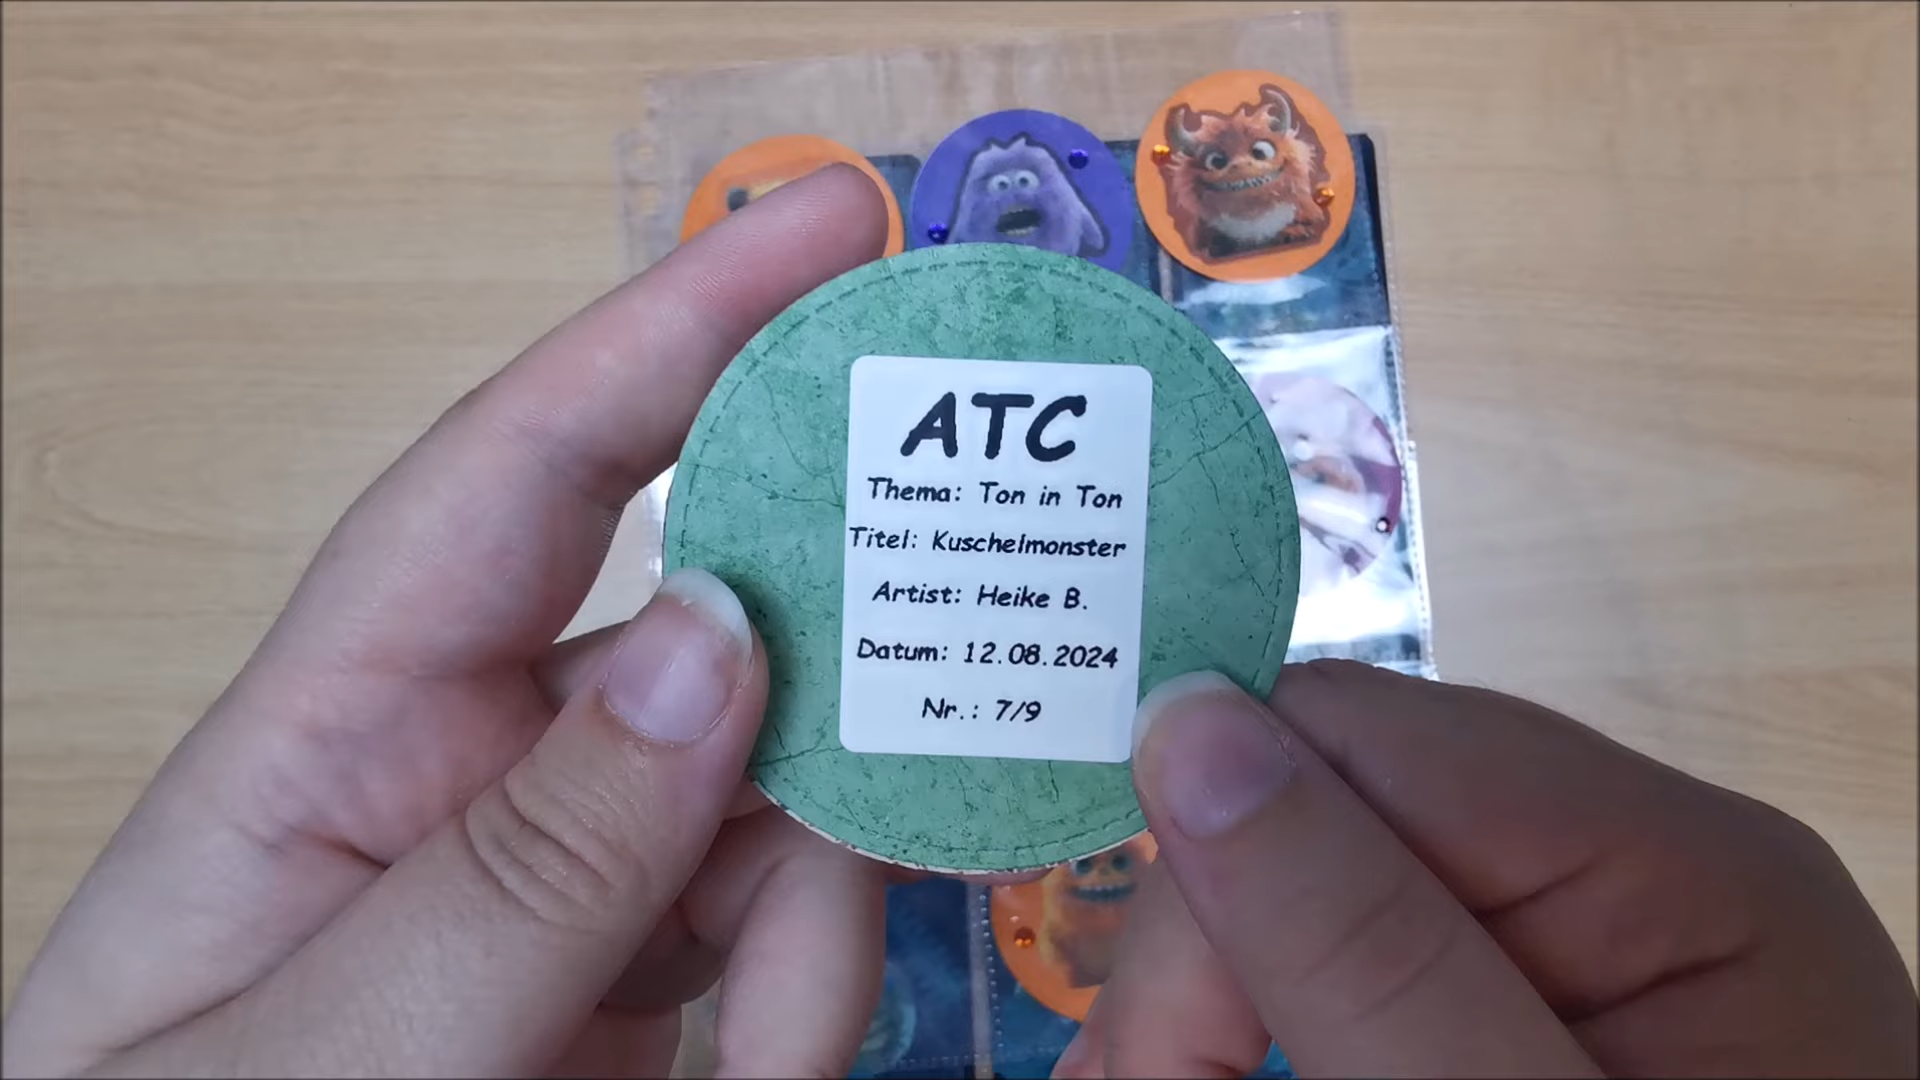 ATC
Thema: Ton in Ton
Titel: Kuschelmonster
Artist: Heike B.
Datum: 12.08.2024
Nr.: 7/9